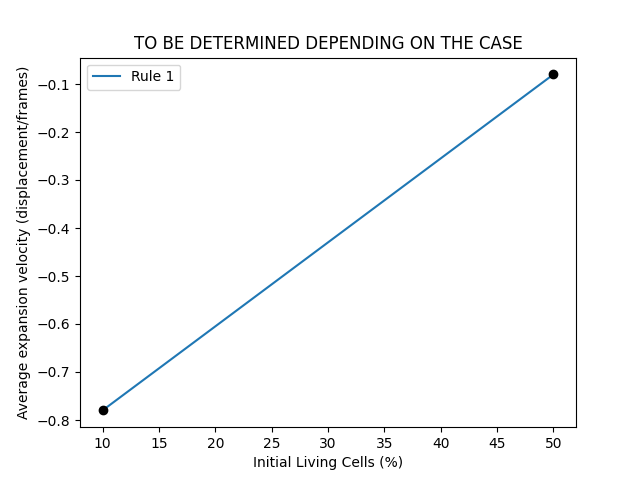 TO BE DETERMINED DEPENDING ON THE CASE
Rule 1
Average expansion velocity (displacement/frames)
−0.1
−0.2
−0.3
−0.4
−0.5
−0.6
−0.7
−0.8
10 15 20 25 30 35 40 45 50
Initial Living Cells (%)